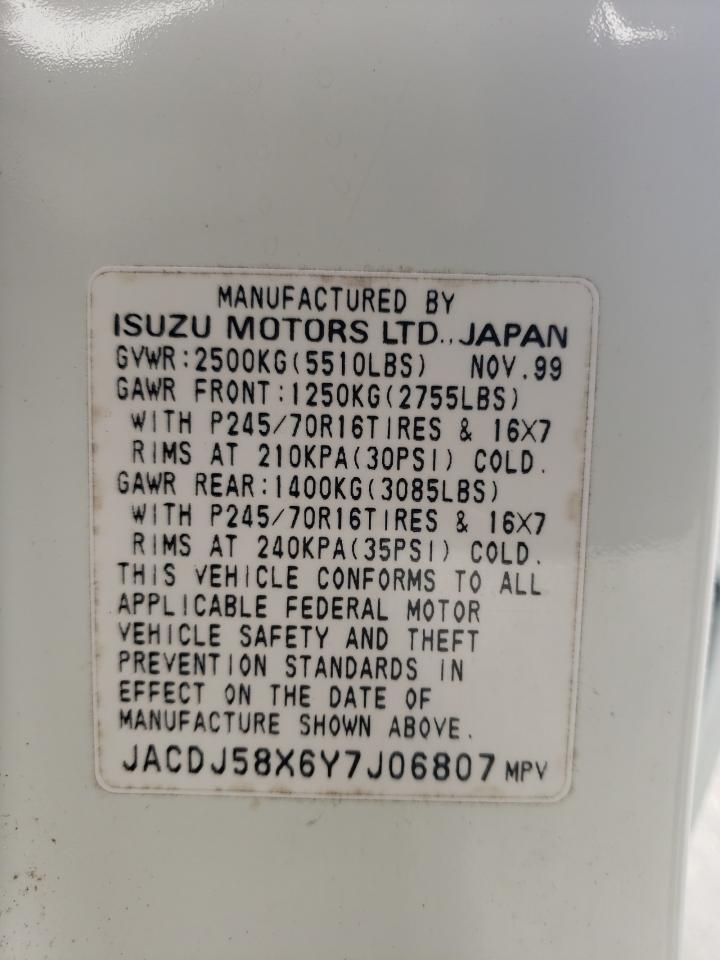 MANUFACTURED BY
ISUZU MOTORS LTD., JAPAN
GVWR:2500KG(5510LBS) NOV.99
GAWR FRONT:1250KG(2755LBS)
WITH P245/70R16TIRES & 16X7
RIMS AT 210KPA(30PSI) COLD.
GAWR REAR:1400KG(3085LBS)
WITH P245/70R16TIRES & 16X7
RIMS AT 240KPA(35PSI) COLD.
THIS VEHICLE CONFORMS TO ALL
APPLICABLE FEDERAL MOTOR
VEHICLE SAFETY AND THEFT
PREVENTION STANDARDS IN
EFFECT ON THE DATE OF
MANUFACTURE SHOWN ABOVE.
JACDJ58X6Y7J06807 MPV